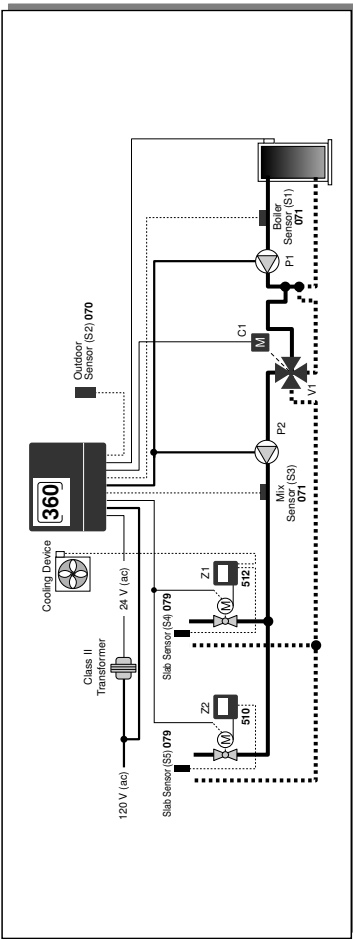 Cooling Device
360
Outdoor
Sensor (S2) 070
120 V (ac)
Class II
Transformer
24 V (ac)
Slab Sensor (S5) 079
Z2
M
510
Slab Sensor (S4) 079
Z1
M
512
Mix
Sensor (S3)
071
P2
C1
M
V1
P1
Boiler
Sensor (S1)
071